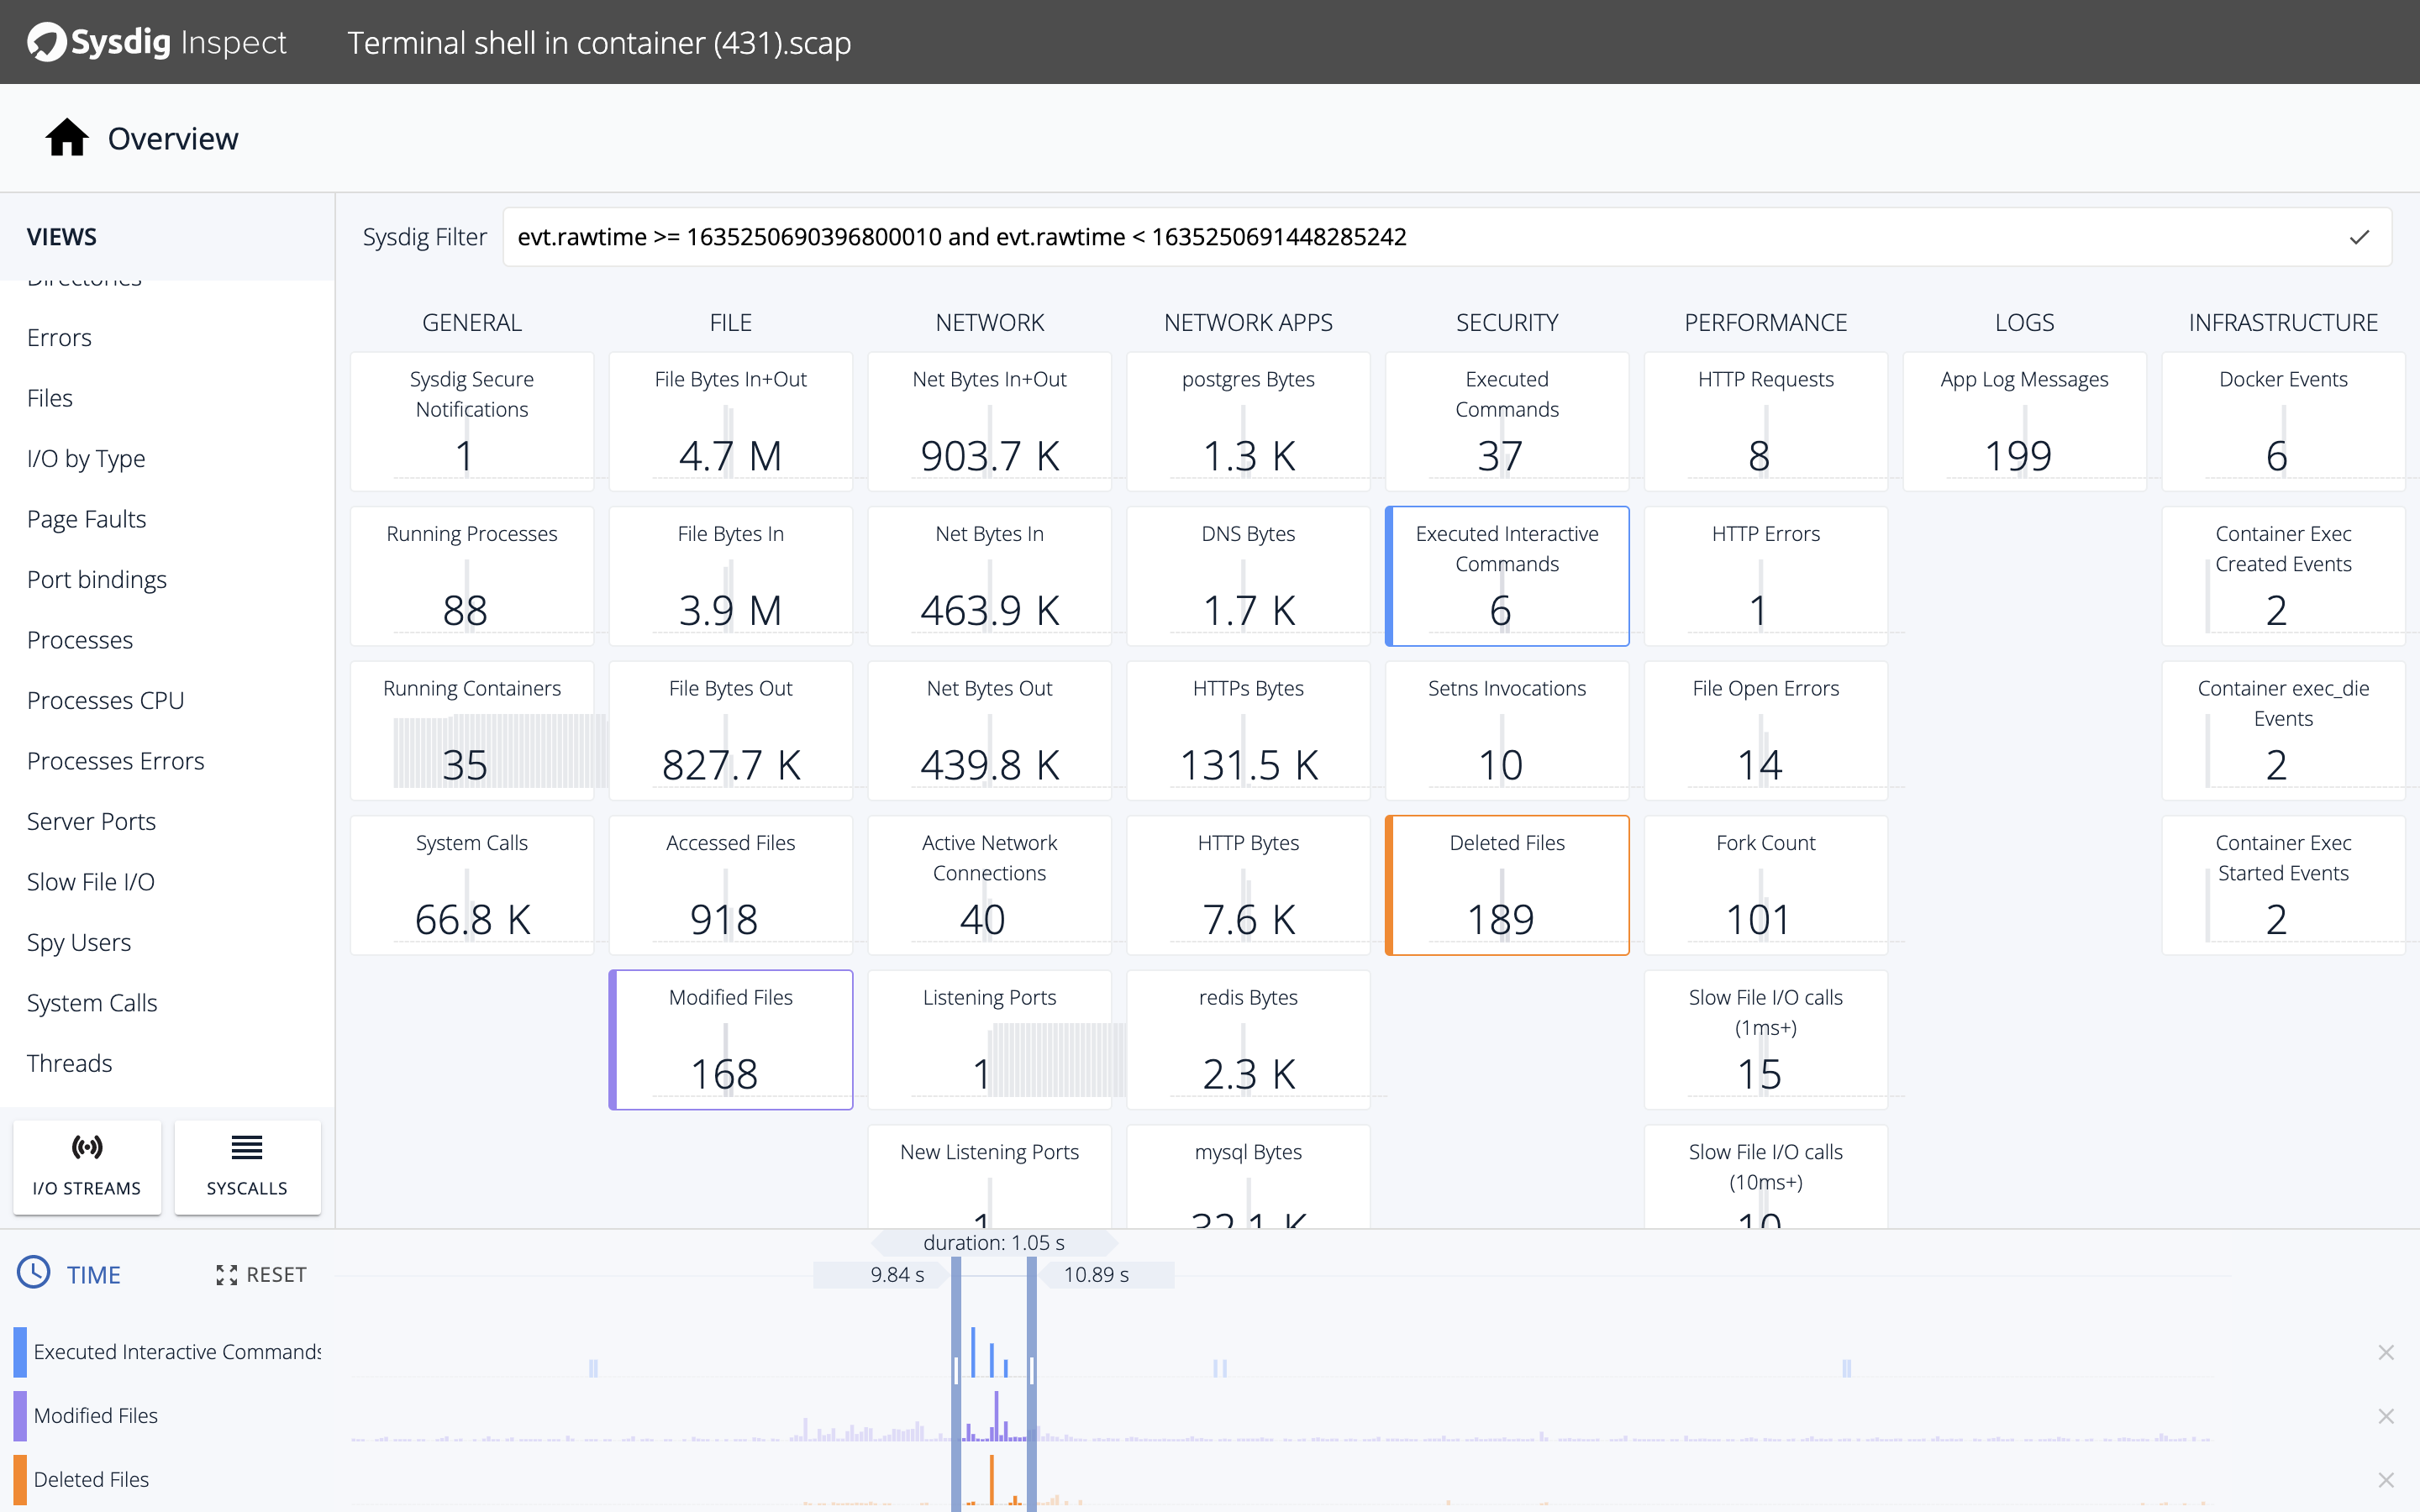 Sysdig Inspect
Terminal shell in container (431).scap
Overview
VIEWS
Directories
Errors
Files
I/O by Type
Page Faults
Port bindings
Processes
Processes CPU
Processes Errors
Server Ports
Slow File I/O
Spy Users
System Calls
Threads
I/O STREAMS
SYSCALLS
Sysdig Filter
evt.rawtime >= 1635250690396800010 and evt.rawtime < 1635250691448285242
GENERAL
Sysdig Secure
Notifications
1
Running Processes
88
Running Containers
35
System Calls
66.8 K
FILE
File Bytes In+Out
4.7 M
File Bytes In
3.9 M
File Bytes Out
827.7 K
Accessed Files
918
Modified Files
168
NETWORK
Net Bytes In+Out
903.7 K
Net Bytes In
463.9 K
Net Bytes Out
439.8 K
Active Network
Connections
40
Listening Ports
1
New Listening Ports
1
NETWORK APPS
postgres Bytes
1.3 K
DNS Bytes
1.7 K
HTTPs Bytes
131.5 K
HTTP Bytes
7.6 K
redis Bytes
2.3 K
mysql Bytes
32.1 K
SECURITY
Executed
Commands
37
Executed Interactive
Commands
6
Setns Invocations
10
Deleted Files
189
PERFORMANCE
HTTP Requests
8
HTTP Errors
1
File Open Errors
14
Fork Count
101
Slow File I/O calls
(1ms+)
15
Slow File I/O calls
(10ms+)
10
LOGS
App Log Messages
199
INFRASTRUCTURE
Docker Events
6
Container Exec
Created Events
2
Container exec_die
Events
2
Container Exec
Started Events
2
TIME
RESET
duration: 1.05 s
9.84 s
10.89 s
Executed Interactive Commands
Modified Files
Deleted Files